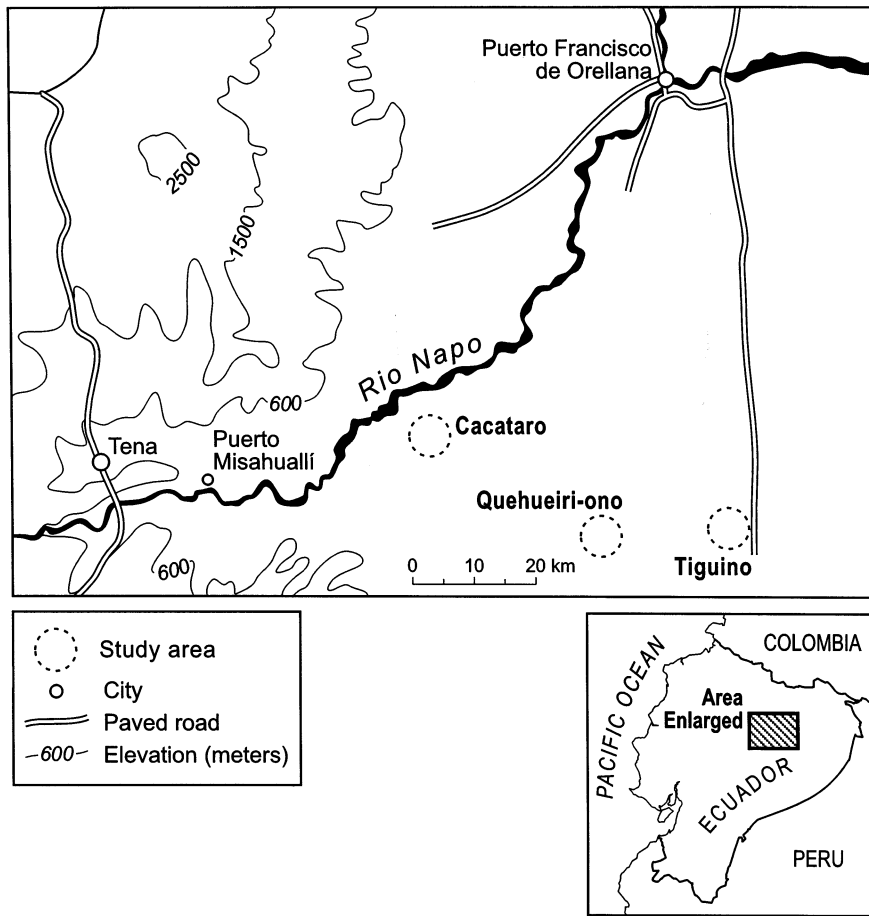 Puerto Francisco
de Orellana
2500
1500
Rio Napo
600
Cacataro
Tena
Puerto
Misahuallí
Quehueiri-ono
600
0 10 20 km
Tiguino
Study area
City
Paved road
-600- Elevation (meters)
COLOMBIA
PACIFIC OCEAN
Area
Enlarged
ECUADOR
PERU